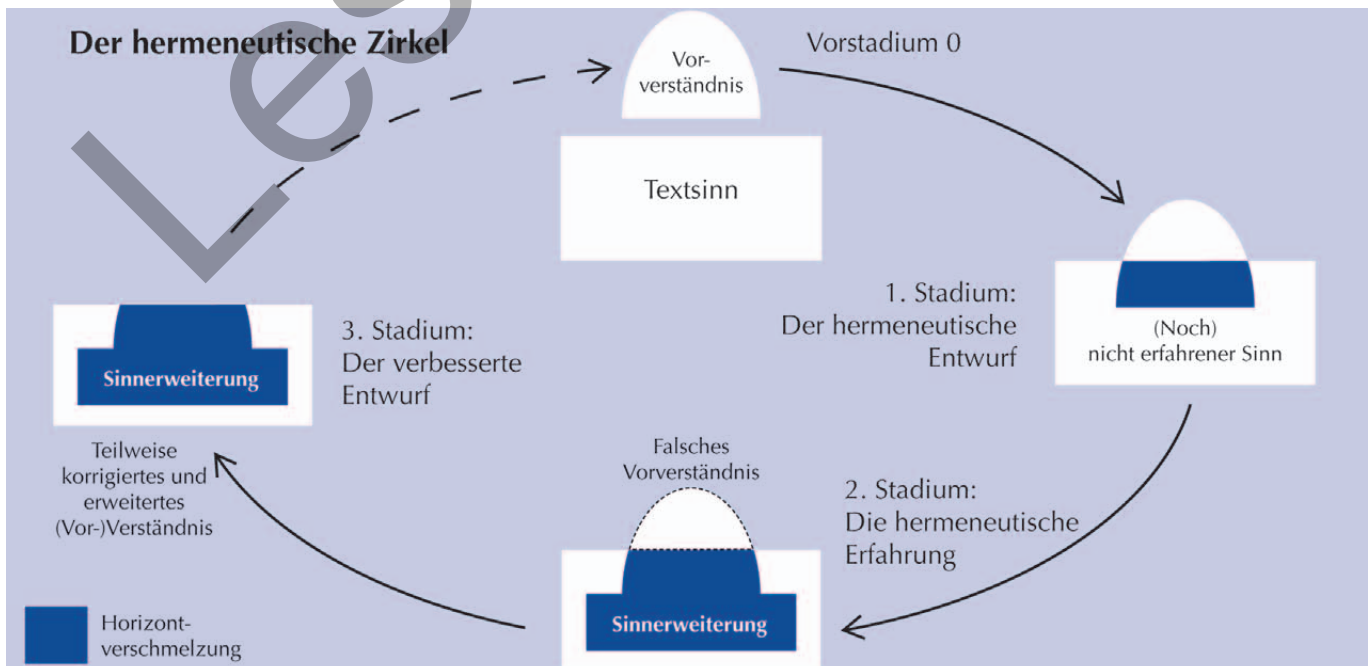 Der hermeneutische Zirkel
Vor-
verständnis
Vorstadium 0
Textsinn
1. Stadium:
Der hermeneutische
Entwurf
(Noch)
nicht erfahrener Sinn
2. Stadium:
Die hermeneutische
Erfahrung
Falsches
Vorverständnis
Sinnerweiterung
3. Stadium:
Der verbesserte
Entwurf
Sinnerweiterung
Teilweise
korrigiertes und
erweitertes
(Vor-)Verständnis
Horizont-
verschmelzung
Les